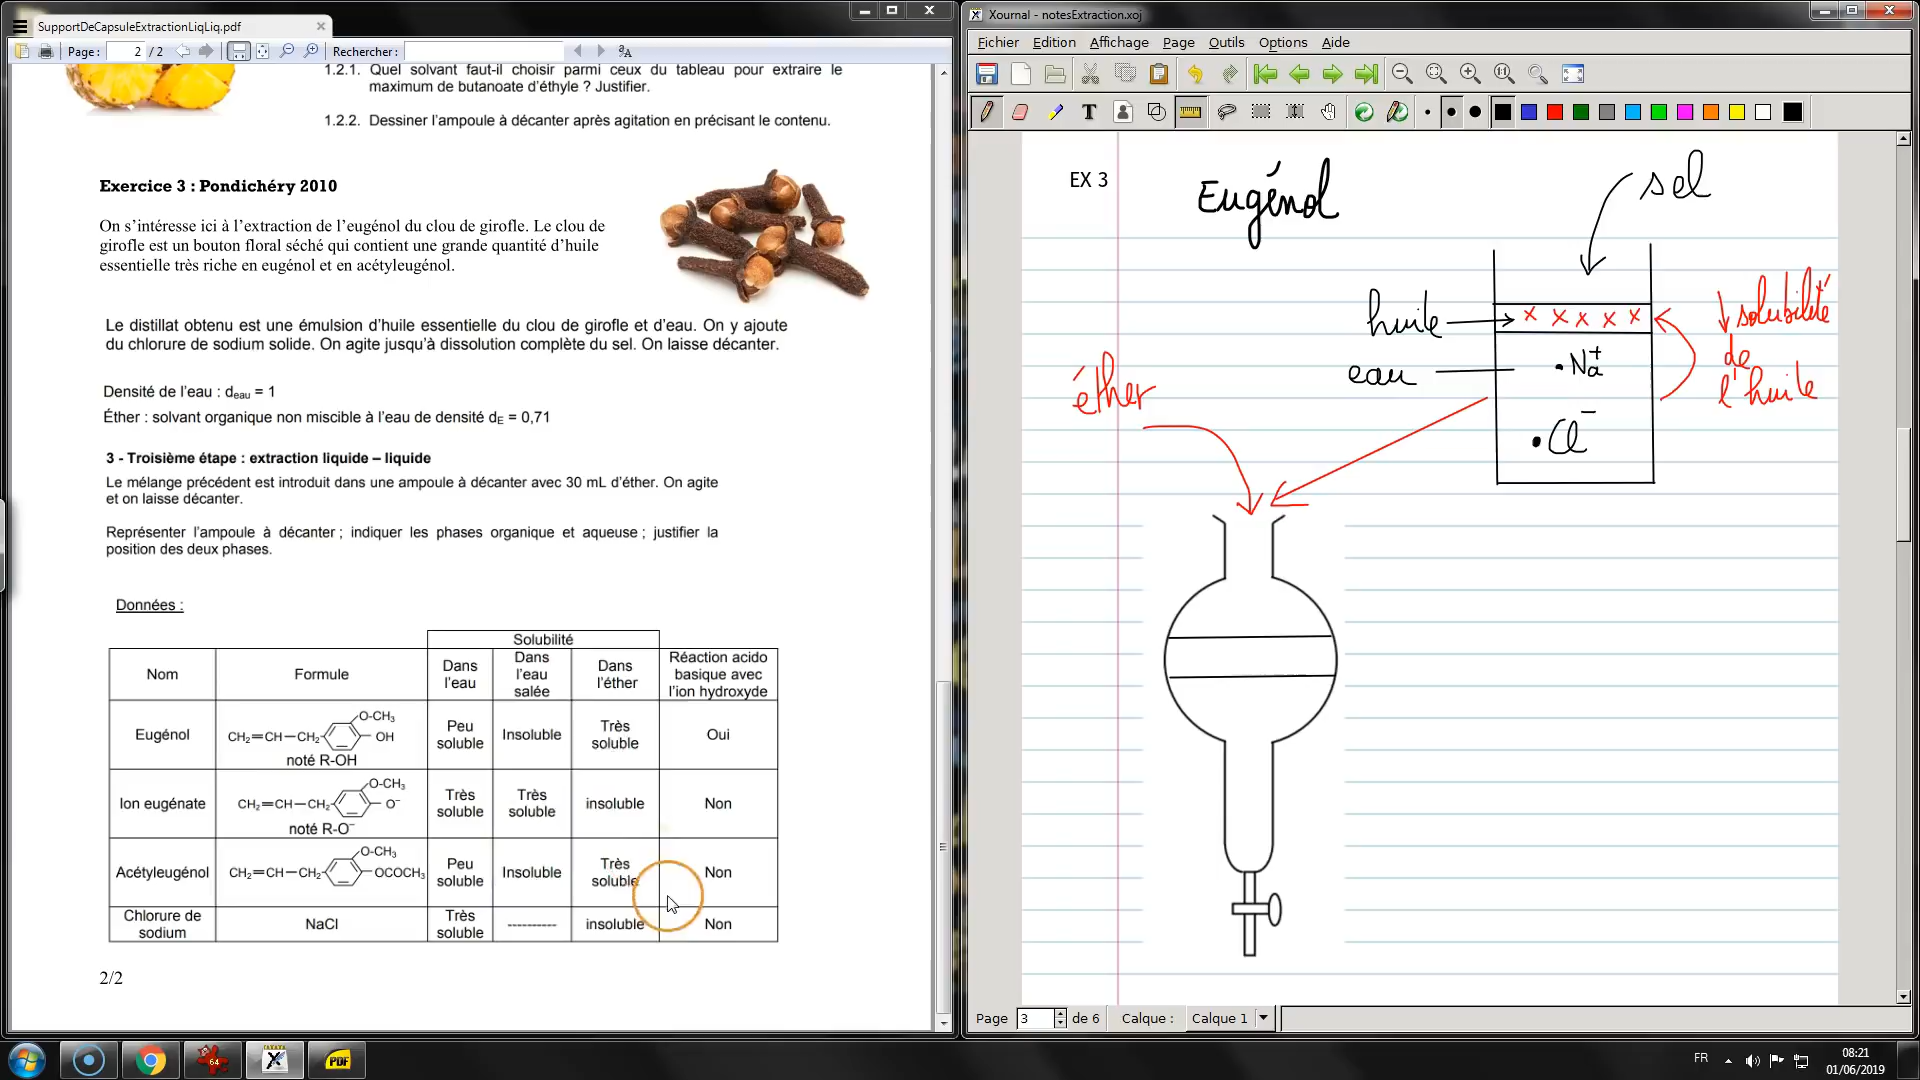 SupportDeCapsuleExtractionLiqLiq.pdf
Page : 2 / 2 Rechercher :
1.2.1. Quel solvant faut-il choisir parmi ceux du tableau pour extraire le
maximum de butanoate d'éthyle ? Justifier.
1.2.2. Dessiner l'ampoule à décanter après agitation en précisant le contenu.
Exercice 3 : Pondichéry 2010
On s'intéresse ici à l'extraction de l'eugénol du clou de girofle. Le clou de
girofle est un bouton floral séché qui contient une grande quantité d'huile
essentielle très riche en eugénol et en acétyleugénol.
Le distillat obtenu est une émulsion d'huile essentielle du clou de girofle et d'eau. On y ajoute
du chlorure de sodium solide. On agite jusqu'à dissolution complète du sel. On laisse décanter.
Densité de l'eau : deau = 1
Éther : solvant organique non miscible à l'eau de densité dE = 0,71
3 - Troisième étape : extraction liquide – liquide
Le mélange précédent est introduit dans une ampoule à décanter avec 30 mL d'éther. On agite
et on laisse décanter.
Représenter l'ampoule à décanter ; indiquer les phases organique et aqueuse ; justifier la
position des deux phases.
Données :
Solubilité
Nom Formule Dans l'eau Dans l'eau salée Dans l'éther Réaction acido basique avec l'ion hydroxyde
Eugénol CH2=CH–CH2 O-CH3 OH noté R-OH Peu soluble Insoluble Très soluble Oui
Ion eugénate CH2=CH–CH2 O-CH3 O– noté R-O– Très soluble Très soluble insoluble Non
Acétyleugénol CH2=CH–CH2 O-CH3 OCOCH3 Peu soluble Insoluble Très soluble Non
Chlorure de sodium NaCl Très soluble ---------- insoluble Non
2/2
Xournal - notesExtraction.xoj
Fichier Edition Affichage Page Outils Options Aide
EX 3
Eugénol
sel
huile
eau
x x x x x
Na+
Cl–
↓ solubilité
de
l'huile
éther
Page 3 de 6 Calque : Calque 1
64
PDF
FR
08:21
01/06/2019